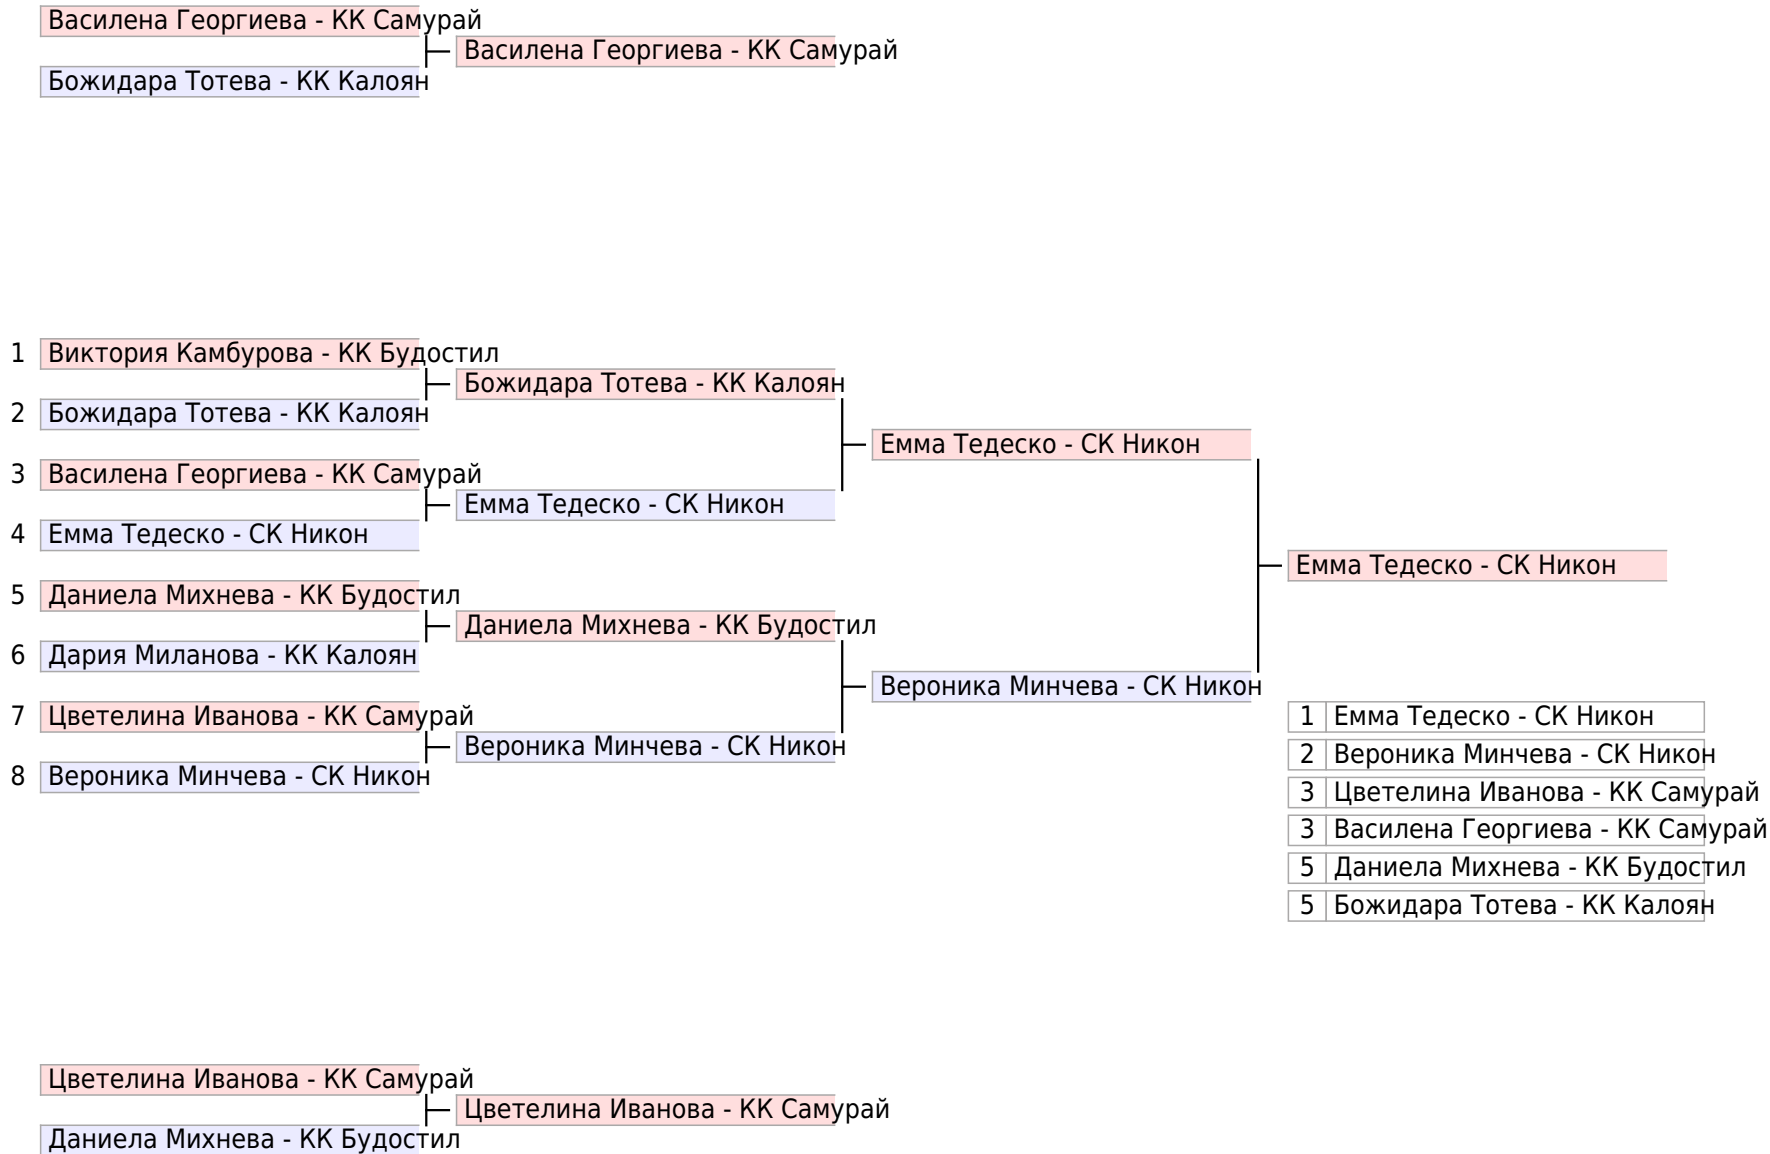 Василена Георгиева - КК Самурай
Василена Георгиева - КК Самурай
Божидара Тотева - КК Калоян
1 Виктория Камбурова - КК Будостил
Божидара Тотева - КК Калоян
2 Божидара Тотева - КК Калоян
Емма Тедеско - СК Никон
3 Василена Георгиева - КК Самурай
Емма Тедеско - СК Никон
4 Емма Тедеско - СК Никон
Емма Тедеско - СК Никон
5 Даниела Михнева - КК Будостил
Даниела Михнева - КК Будостил
6 Дария Миланова - КК Калоян
Вероника Минчева - СК Никон
7 Цветелина Иванова - КК Самурай
Вероника Минчева - СК Никон
8 Вероника Минчева - СК Никон
1 Емма Тедеско - СК Никон
2 Вероника Минчева - СК Никон
3 Цветелина Иванова - КК Самурай
3 Василена Георгиева - КК Самурай
5 Даниела Михнева - КК Будостил
5 Божидара Тотева - КК Калоян
Цветелина Иванова - КК Самурай
Цветелина Иванова - КК Самурай
Даниела Михнева - КК Будостил